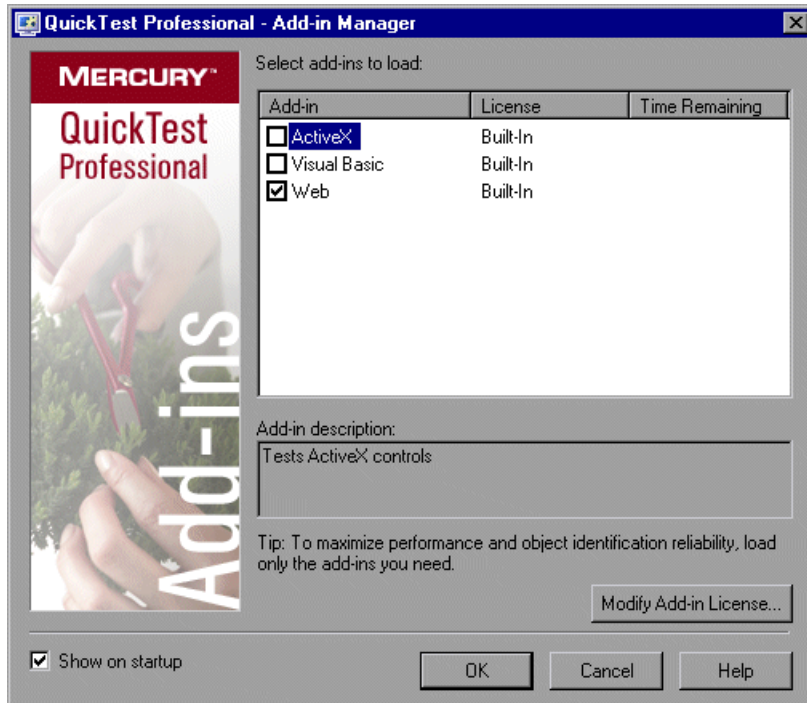 QuickTest Professional - Add-in Manager
MERCURY™
QuickTest
Professional
Add-ins
Select add-ins to load:
Add-in License Time Remaining
ActiveX Built-In
Visual Basic Built-In
Web Built-In
Add-in description:
Tests ActiveX controls
Tip: To maximize performance and object identification reliability, load
only the add-ins you need.
Modify Add-in License...
Show on startup
OK Cancel Help